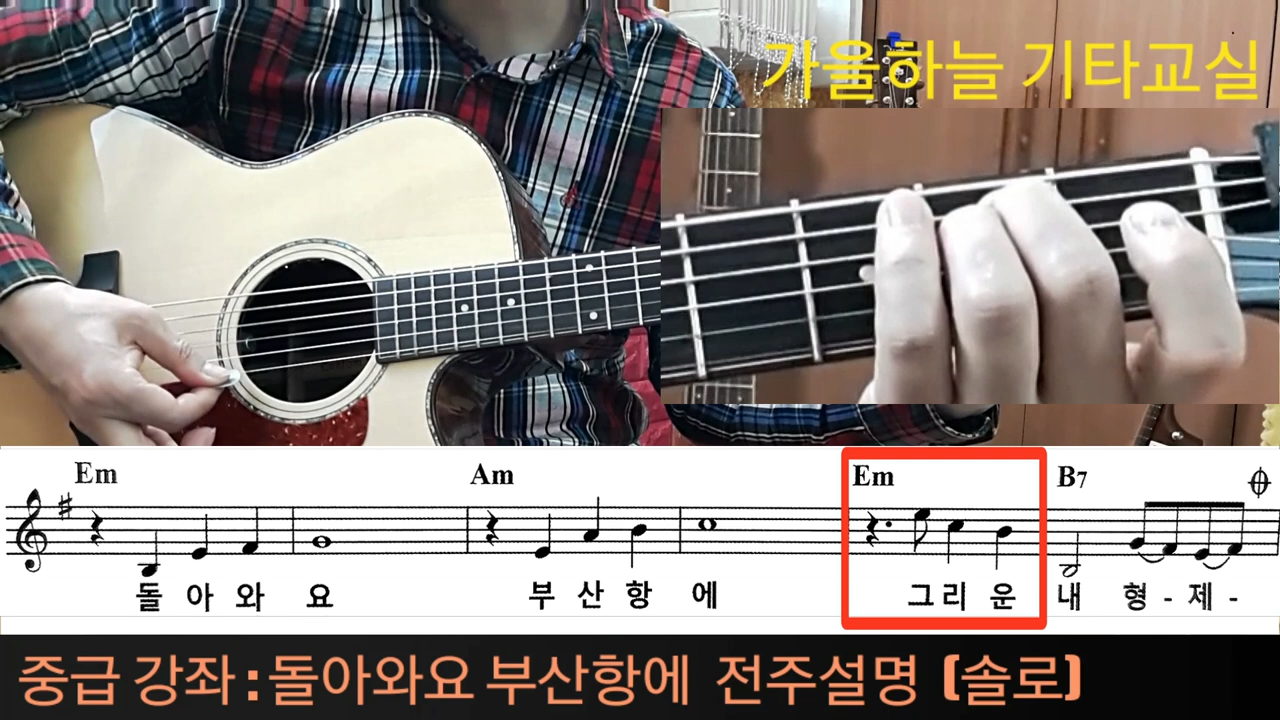 가을하늘 기타교실
Em Am Em B7
돌 아 와 요 부 산 항 에 그 리 운 내 형 - 제 -
중급 강좌 : 돌아와요 부산항에 전주설명 (솔로)